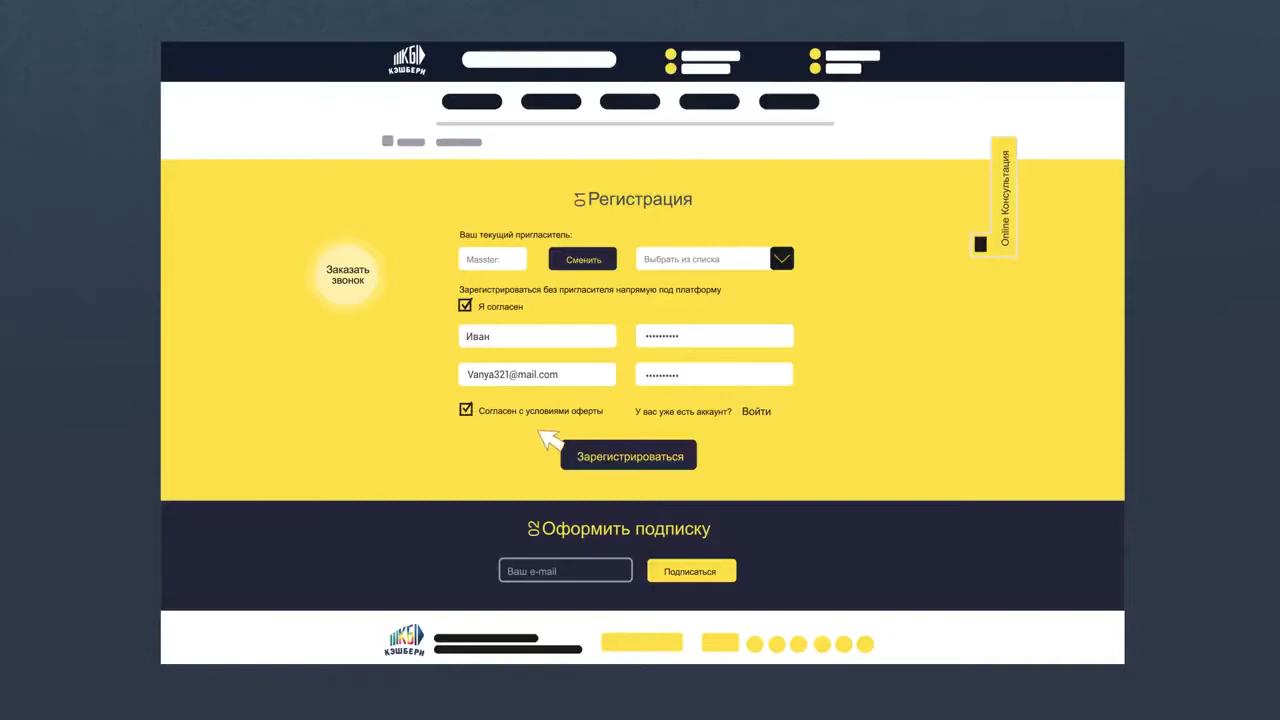 КБ
КЭШБЕРИ
01 Регистрация
Ваш текущий пригласитель:
Masster:
Сменить
Выбрать из списка
Зарегистрироваться без пригласителя напрямую под платформу
Я согласен
Иван
••••••••••
Vanya321@mail.com
••••••••••
Согласен с условиями оферты
У вас уже есть аккаунт? Войти
Зарегистрироваться
Заказать
звонок
Online Консультация
02 Оформить подписку
Ваш e-mail
Подписаться
КБ
КЭШБЕРИ